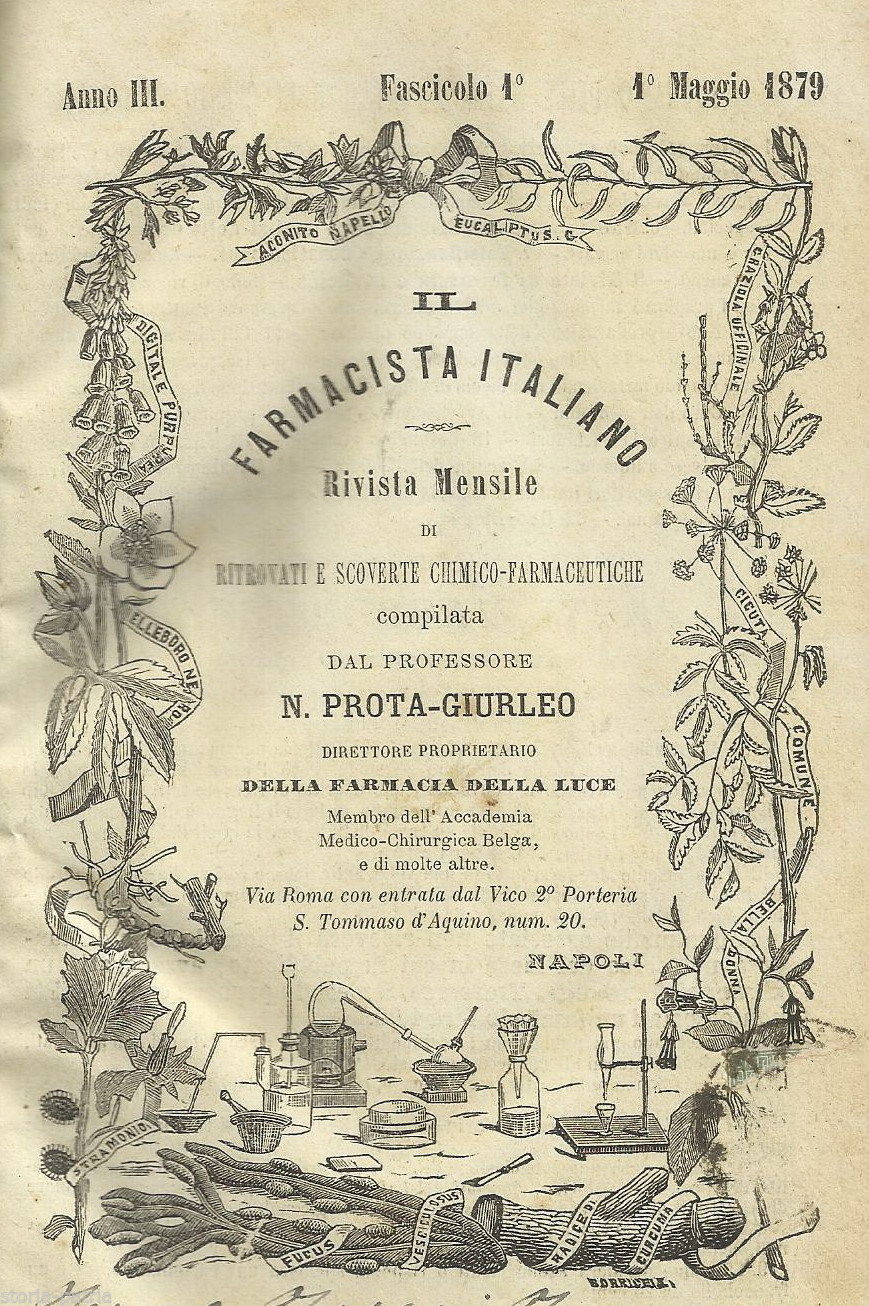 Anno III. Fascicolo 1° 1° Maggio 1879
ACONITO NAPELLO
EUCALIPTUS. G.
GRAZIOLA UFFICINALE
DIGITALE PURPUREA
IL
FARMACISTA ITALIANO
Rivista Mensile
DI
RITROVATI E SCOVERTE CHIMICO-FARMACEUTICHE
compilata
DAL PROFESSORE
N. PROTA-GIURLEO
DIRETTORE PROPRIETARIO
DELLA FARMACIA DELLA LUCE
Membro dell' Accademia
Medico-Chirurgica Belga,
e di molte altre.
Via Roma con entrata dal Vico 2° Porteria
S. Tommaso d'Aquino, num. 20.
NAPOLI
ELLEBORO NERO
CICUTA
COMUNE
BELLA
DONNA
STRAMONIO
FUCUS
VESCICULOSUS
RADICE DI
CURCUMA